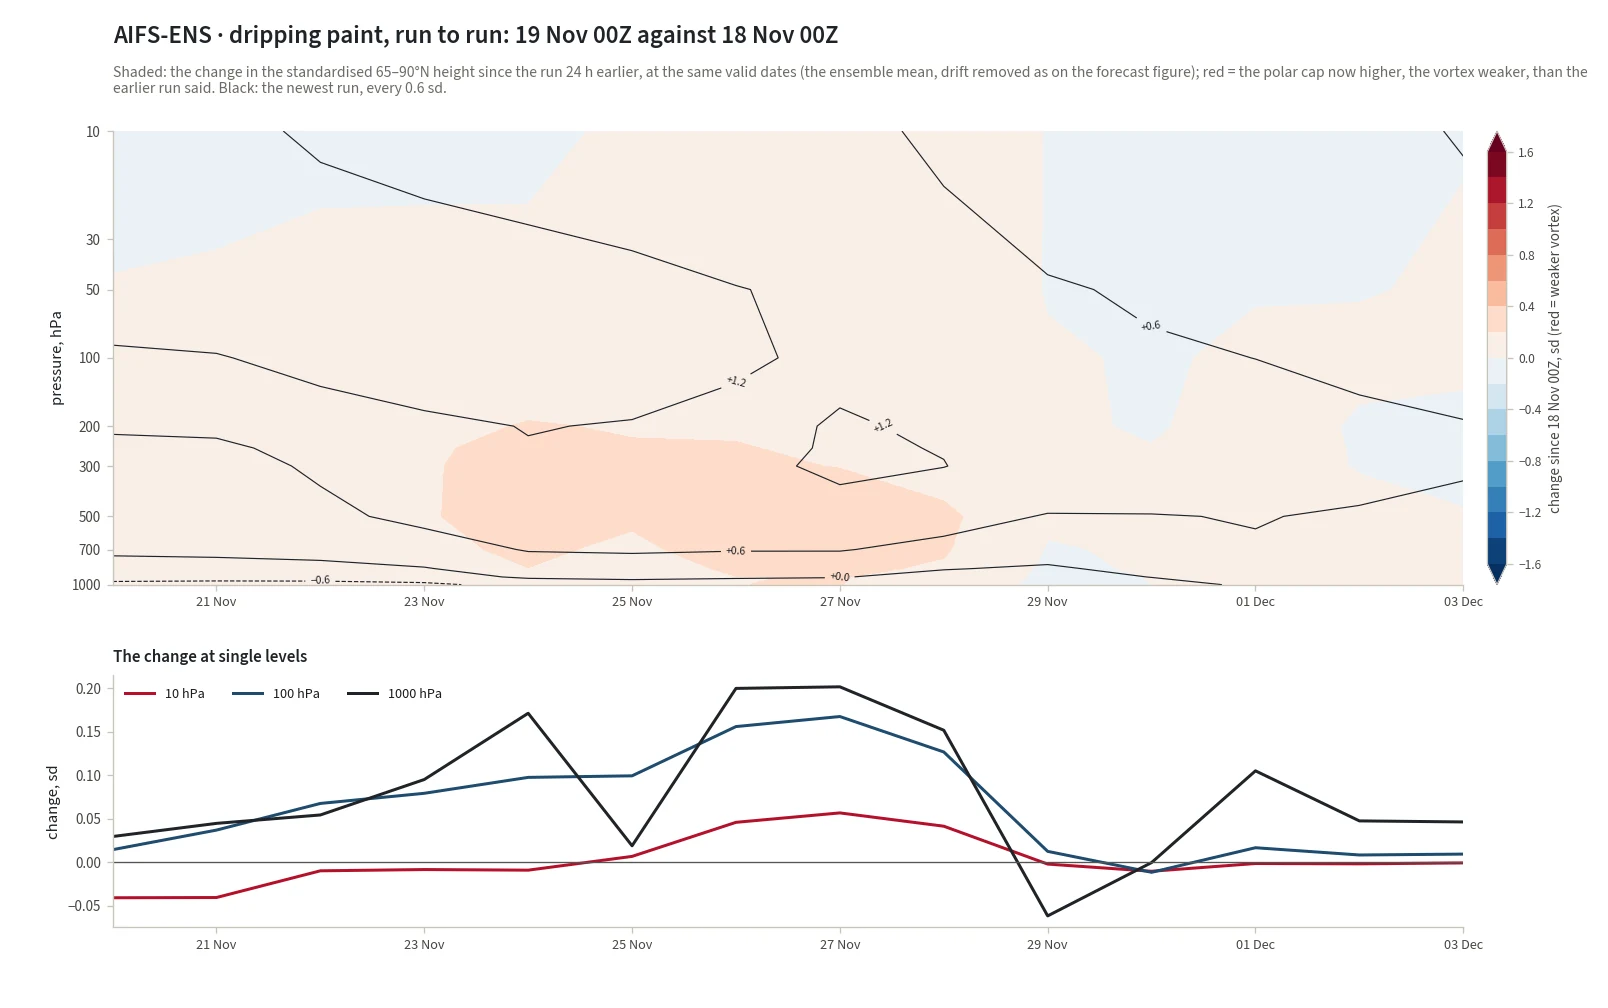 AIFS-ENS · dripping paint, run to run: 19 Nov 00Z against 18 Nov 00Z
Shaded: the change in the standardised 65–90°N height since the run 24 h earlier, at the same valid dates (the ensemble mean, drift removed as on the forecast figure); red = the polar cap now higher, the vortex weaker, than the
earlier run said. Black: the newest run, every 0.6 sd.
pressure, hPa
10
30
50
100
200
300
500
700
1000
+1.2
+1.2
+0.6
+0.6
+0.0
−0.6
21 Nov
23 Nov
25 Nov
27 Nov
29 Nov
01 Dec
03 Dec
1.6
1.2
0.8
0.4
0.0
−0.4
−0.8
−1.2
−1.6
change since 18 Nov 00Z, sd (red = weaker vortex)
The change at single levels
10 hPa
100 hPa
1000 hPa
change, sd
0.20
0.15
0.10
0.05
0.00
−0.05
21 Nov
23 Nov
25 Nov
27 Nov
29 Nov
01 Dec
03 Dec